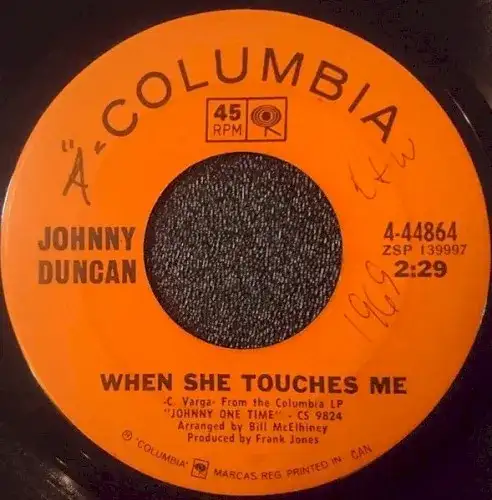 COLUMBIA
"A"
45
RPM
C+W
JOHNNY
DUNCAN
4-44864
ZSP 139997
2:29
1969
WHEN SHE TOUCHES ME
-C. Varga- From the Columbia LP
"JOHNNY ONE TIME" - CS 9824
Arranged by Bill McElhiney
Produced by Frank Jones
Ⓟ "COLUMBIA" MARCAS REG. PRINTED IN CAN